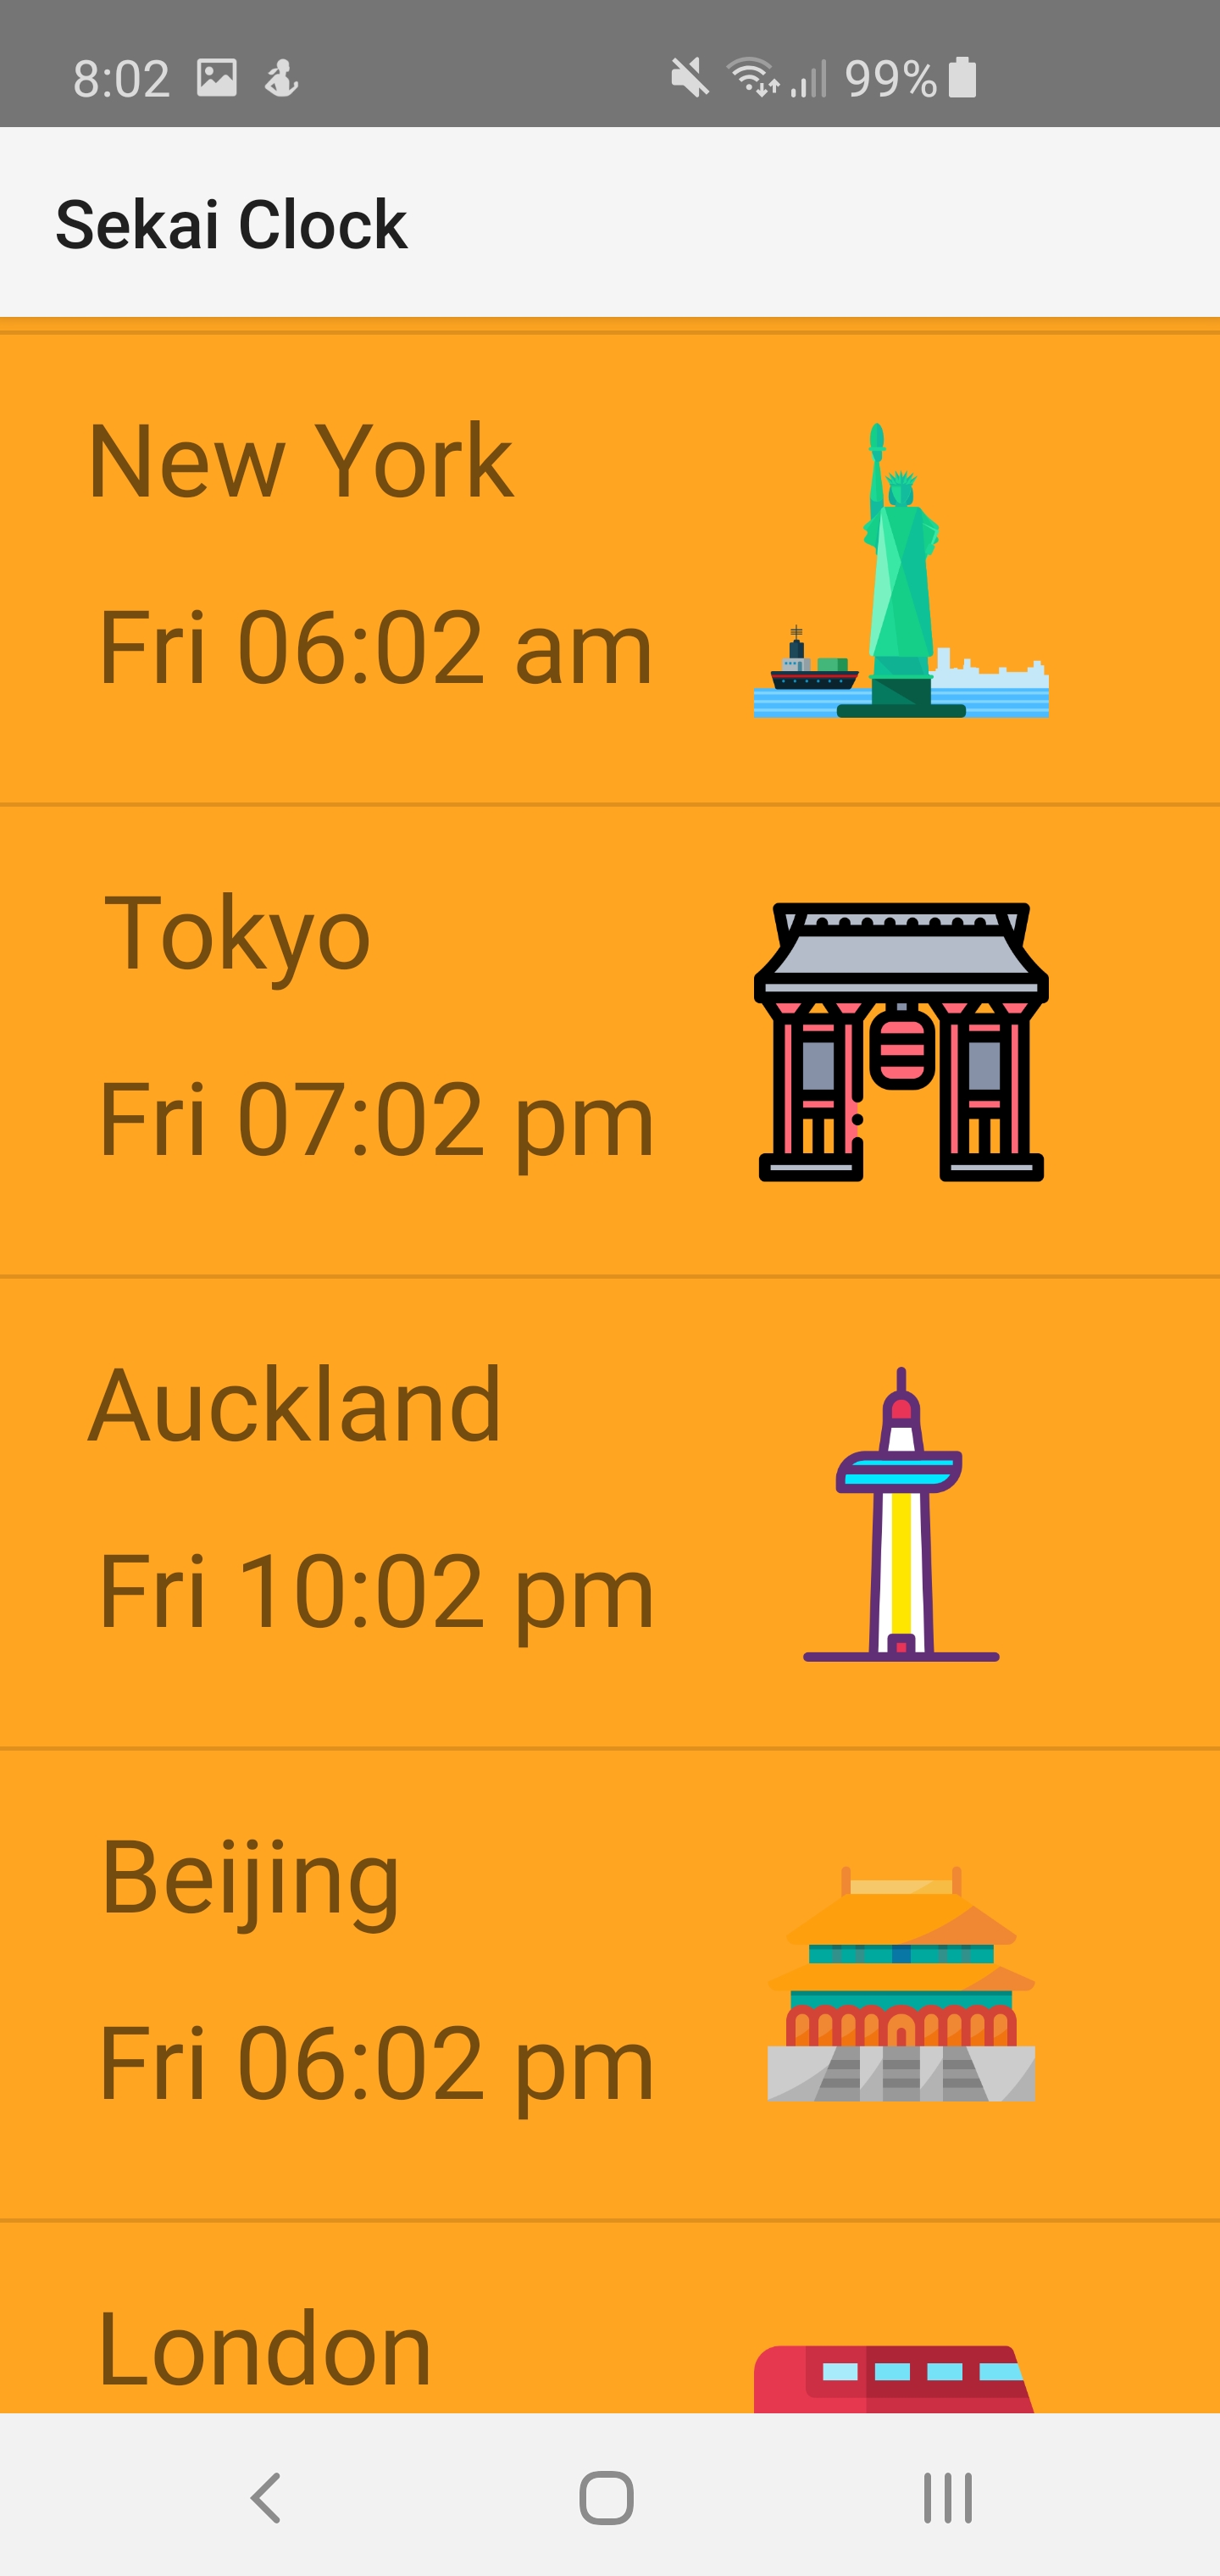 8:02 99%
Sekai Clock
New York
Fri 06:02 am
Tokyo
Fri 07:02 pm
Auckland
Fri 10:02 pm
Beijing
Fri 06:02 pm
London